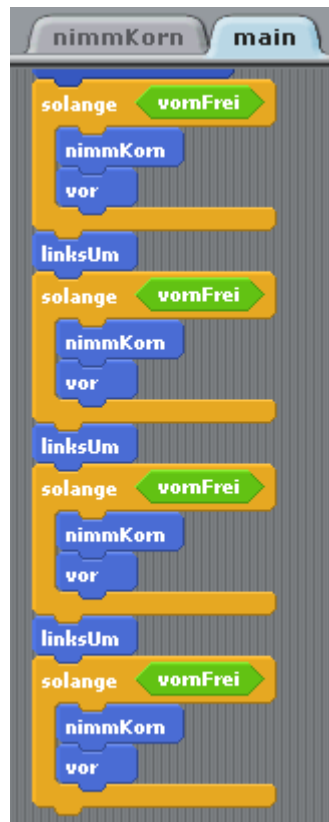 nimmKorn main
solange vornFrei
nimmKorn
vor
linksUm
solange vornFrei
nimmKorn
vor
linksUm
solange vornFrei
nimmKorn
vor
linksUm
solange vornFrei
nimmKorn
vor